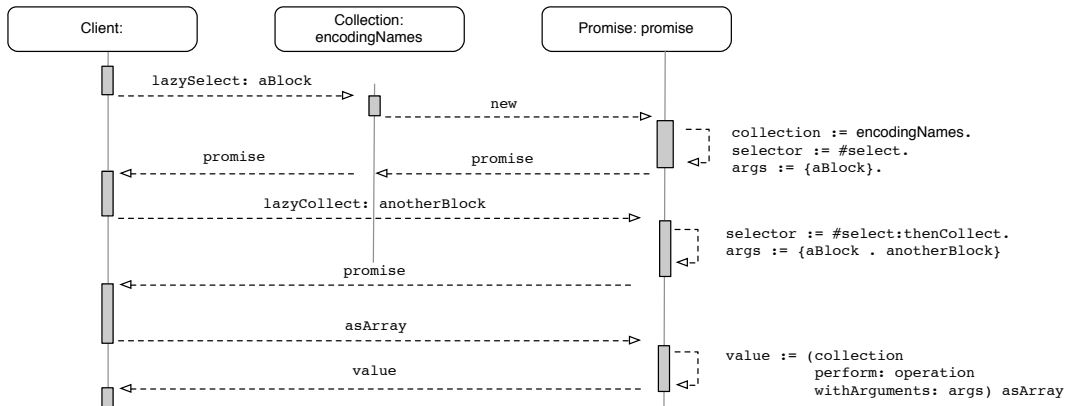 Client:
Collection:
encodingNames
Promise: promise
lazySelect: aBlock
new
collection := encodingNames.
selector := #select.
args := {aBlock}.
promise
promise
lazyCollect: anotherBlock
selector := #select:thenCollect.
args := {aBlock . anotherBlock}
promise
asArray
value := (collection
perform: operation
withArguments: args) asArray
value